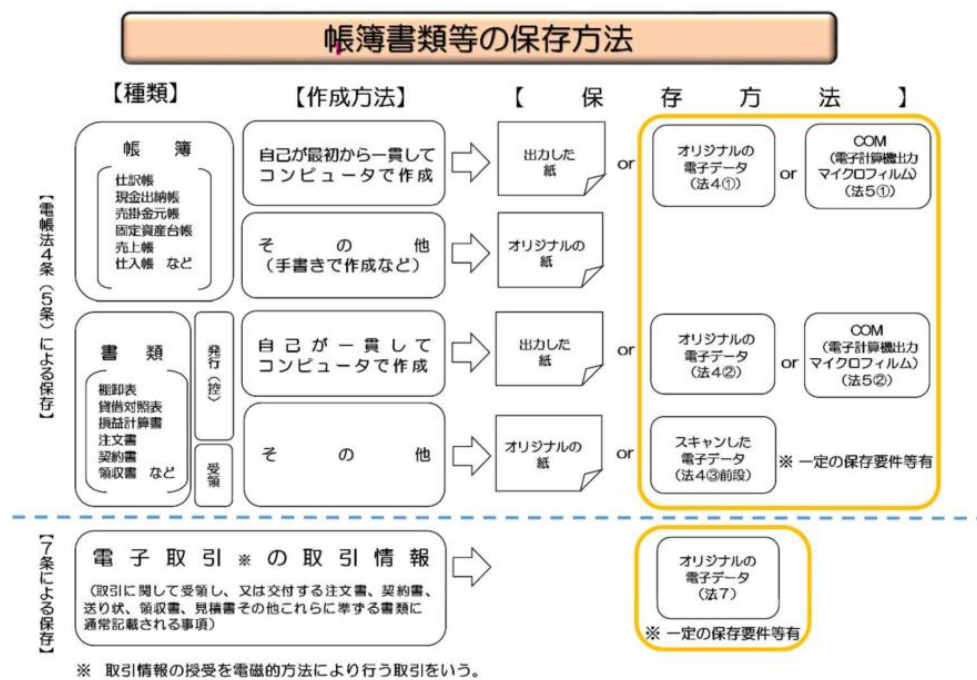 帳簿書類等の保存方法
【種類】
【作成方法】
【 保 存 方 法 】
【電帳法4条（5条）による保存】
帳 簿
仕訳帳
現金出納帳
売掛金元帳
固定資産台帳
売上帳
仕入帳 など
自己が最初から一貫して
コンピュータで作成
出力した
紙
or
オリジナルの
電子データ
（法4①）
or
COM
（電子計算機出力
マイクロフィルム）
（法5①）
そ の 他
（手書きで作成など）
オリジナルの
紙
書 類
棚卸表
貸借対照表
損益計算書
注文書
契約書
領収書 など
発行（控）
受領
自己が一貫して
コンピュータで作成
出力した
紙
or
オリジナルの
電子データ
（法4②）
or
COM
（電子計算機出力
マイクロフィルム）
（法5②）
そ の 他
オリジナルの
紙
or
スキャンした
電子データ
（法4③前段）
※ 一定の保存要件等有
【7条による保存】
電子取引※の取引情報
（取引に関して受領し、又は交付する注文書、契約書、
送り状、領収書、見積書その他これらに準ずる書類に
通常記載される事項）
オリジナルの
電子データ
（法7）
※ 一定の保存要件等有
※ 取引情報の授受を電磁的方法により行う取引をいう。